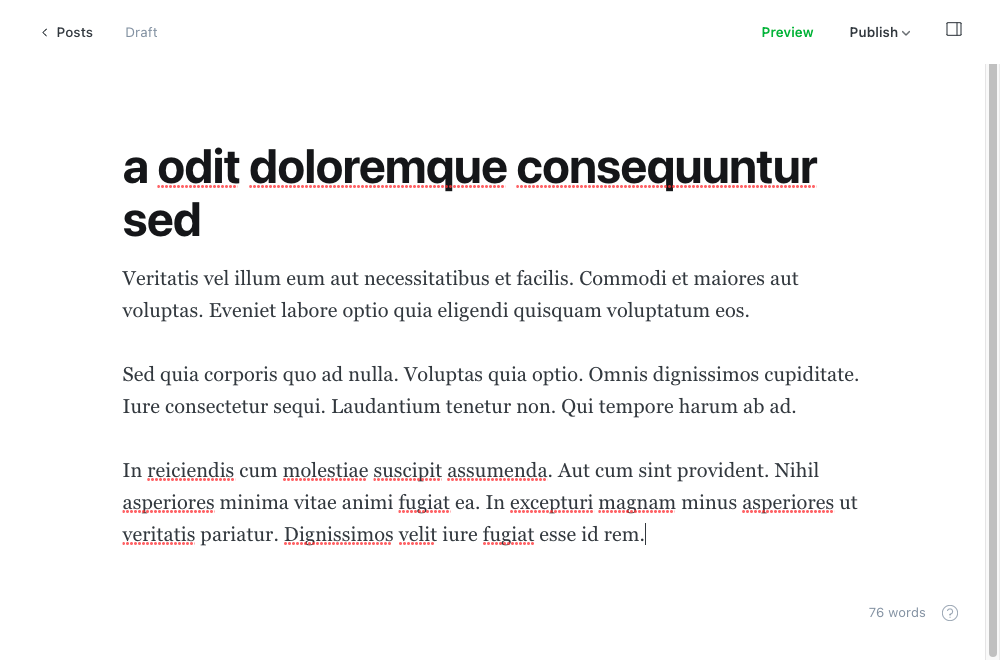 Posts Draft Preview Publish
a odit doloremque consequuntur
sed
Veritatis vel illum eum aut necessitatibus et facilis. Commodi et maiores aut
voluptas. Eveniet labore optio quia eligendi quisquam voluptatum eos.
Sed quia corporis quo ad nulla. Voluptas quia optio. Omnis dignissimos cupiditate.
Iure consectetur sequi. Laudantium tenetur non. Qui tempore harum ab ad.
In reiciendis cum molestiae suscipit assumenda. Aut cum sint provident. Nihil
asperiores minima vitae animi fugiat ea. In excepturi magnam minus asperiores ut
veritatis pariatur. Dignissimos velit iure fugiat esse id rem.
76 words ?